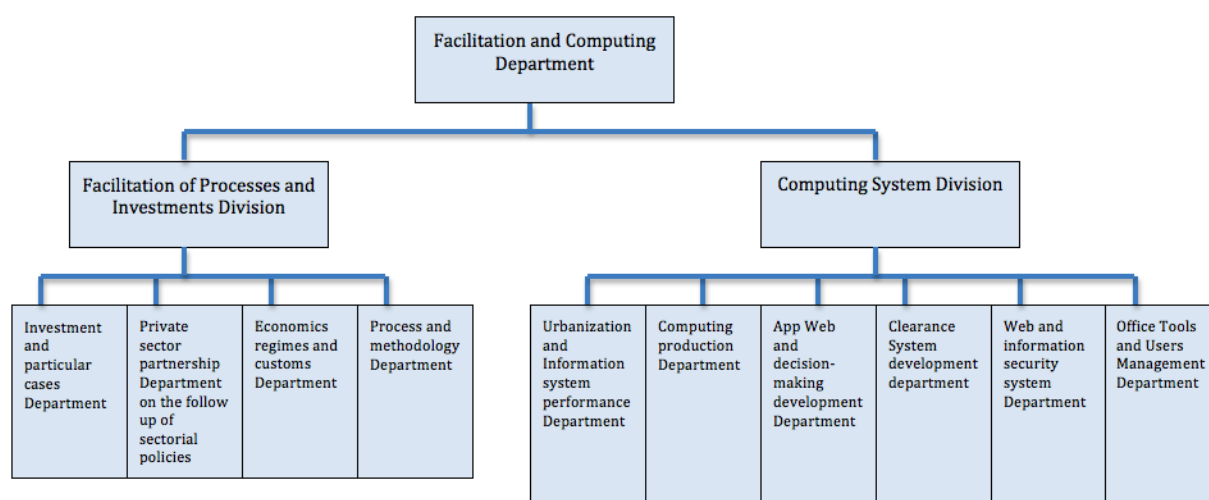 Facilitation and Computing
Department
Facilitation of Processes and
Investments Division
Computing System Division
Investment
and
particular
cases
Department
Private
sector
partnership
Department
on the follow
up of
sectorial
policies
Economics
regimes and
customs
Department
Process and
methodology
Department
Urbanization
and
Information
system
performance
Department
Computing
production
Department
App Web
and
decision-
making
development
Department
Clearance
System
development
department
Web and
information
security
system
Department
Office Tools
and Users
Management
Department